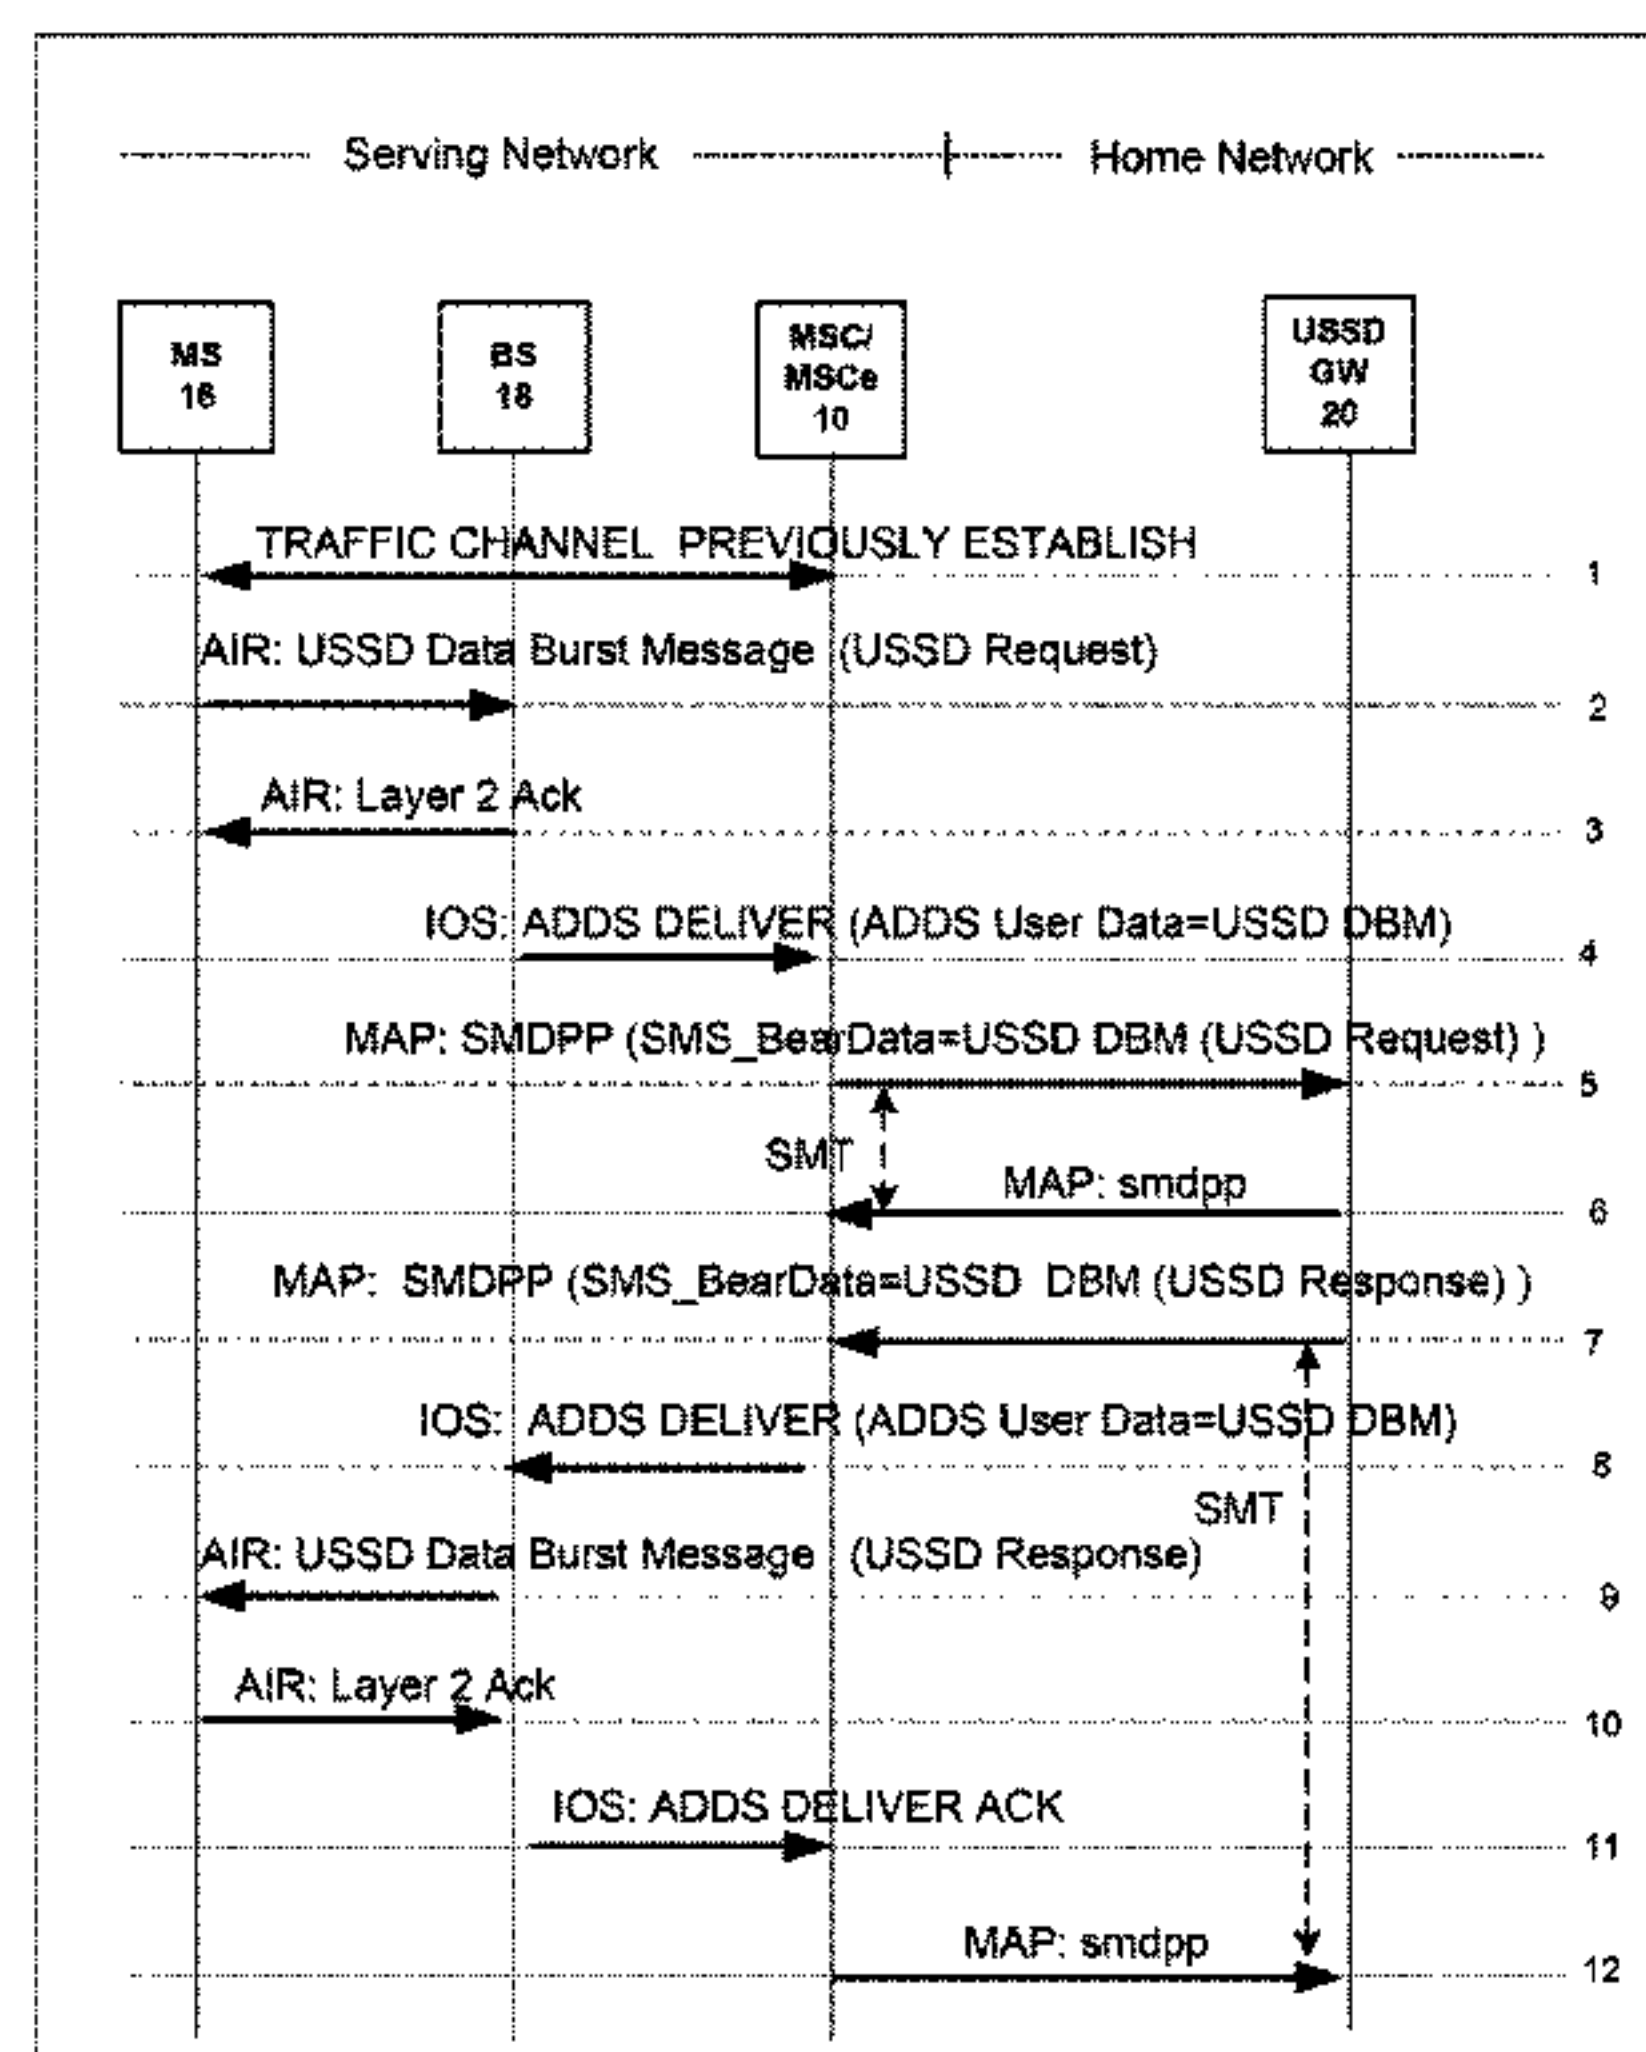 Serving Network Home Network
MS
16
BS
18
MSC/
MSCe
10
USSD
GW
20
TRAFFIC CHANNEL PREVIOUSLY ESTABLISH
1
AIR: USSD Data Burst Message (USSD Request)
2
AIR: Layer 2 Ack
3
IOS: ADDS DELIVER (ADDS User Data=USSD DBM)
4
MAP: SMDPP (SMS_BearData=USSD DBM (USSD Request) )
5
SMT
MAP: smdpp
6
MAP: SMDPP (SMS_BearData=USSD DBM (USSD Response) )
7
IOS: ADDS DELIVER (ADDS User Data=USSD DBM)
8
SMT
AIR: USSD Data Burst Message (USSD Response)
9
AIR: Layer 2 Ack
10
IOS: ADDS DELIVER ACK
11
MAP: smdpp
12